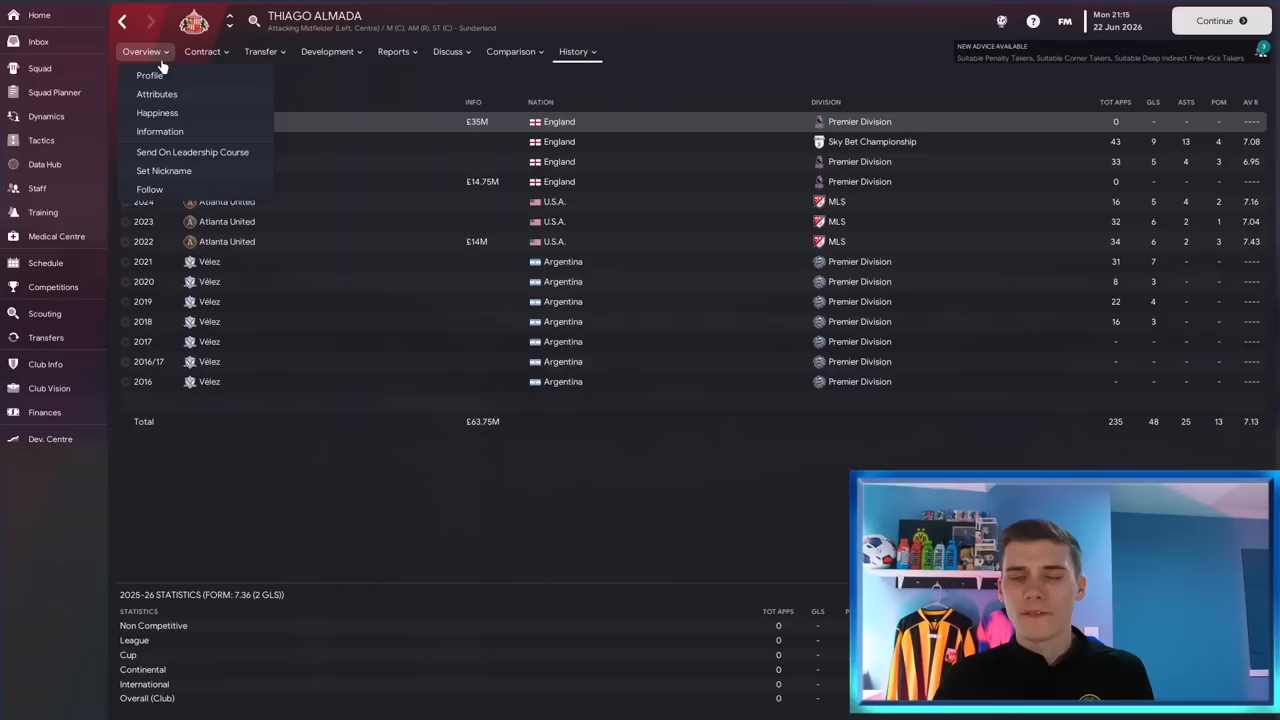 Home
Inbox
Squad
Squad Planner
Dynamics
Tactics
Data Hub
Staff
Training
Medical Centre
Schedule
Competitions
Scouting
Transfers
Club Info
Club Vision
Finances
Dev. Centre
THIAGO ALMADA
Attacking Midfielder (Left, Centre) / M (C), AM (R), ST (C) - Sunderland
FM
Mon 21:15
22 Jun 2026
Continue
Overview Contract Transfer Development Reports Discuss Comparison History
NEW ADVICE AVAILABLE
Suitable Penalty Takers, Suitable Corner Takers, Suitable Deep Indirect Free-Kick Takers
3
Profile
Attributes
Happiness
Information
Send On Leadership Course
Set Nickname
Follow
INFO NATION DIVISION TOT APPS GLS ASTS POM AV R
£35M England Premier Division 0 - - - ----
England Sky Bet Championship 43 9 13 4 7.08
England Premier Division 33 5 4 3 6.95
£14.75M England Premier Division 0 - - - ----
2024 Atlanta United U.S.A. MLS 16 5 4 2 7.16
2023 Atlanta United U.S.A. MLS 32 6 2 1 7.04
2022 Atlanta United £14M U.S.A. MLS 34 6 2 3 7.43
2021 Vélez Argentina Premier Division 31 7 - - ----
2020 Vélez Argentina Premier Division 8 3 - - ----
2019 Vélez Argentina Premier Division 22 4 - - ----
2018 Vélez Argentina Premier Division 16 3 - - ----
2017 Vélez Argentina Premier Division - - - - ----
2016/17 Vélez Argentina Premier Division - - - - ----
2016 Vélez Argentina Premier Division - - - - ----
Total £63.75M 235 48 25 13 7.13
2025-26 STATISTICS (FORM: 7.36 (2 GLS))
STATISTICS TOT APPS GLS
Non Competitive 0 -
League 0 -
Cup 0 -
Continental 0 -
International 0 -
Overall (Club) 0 -